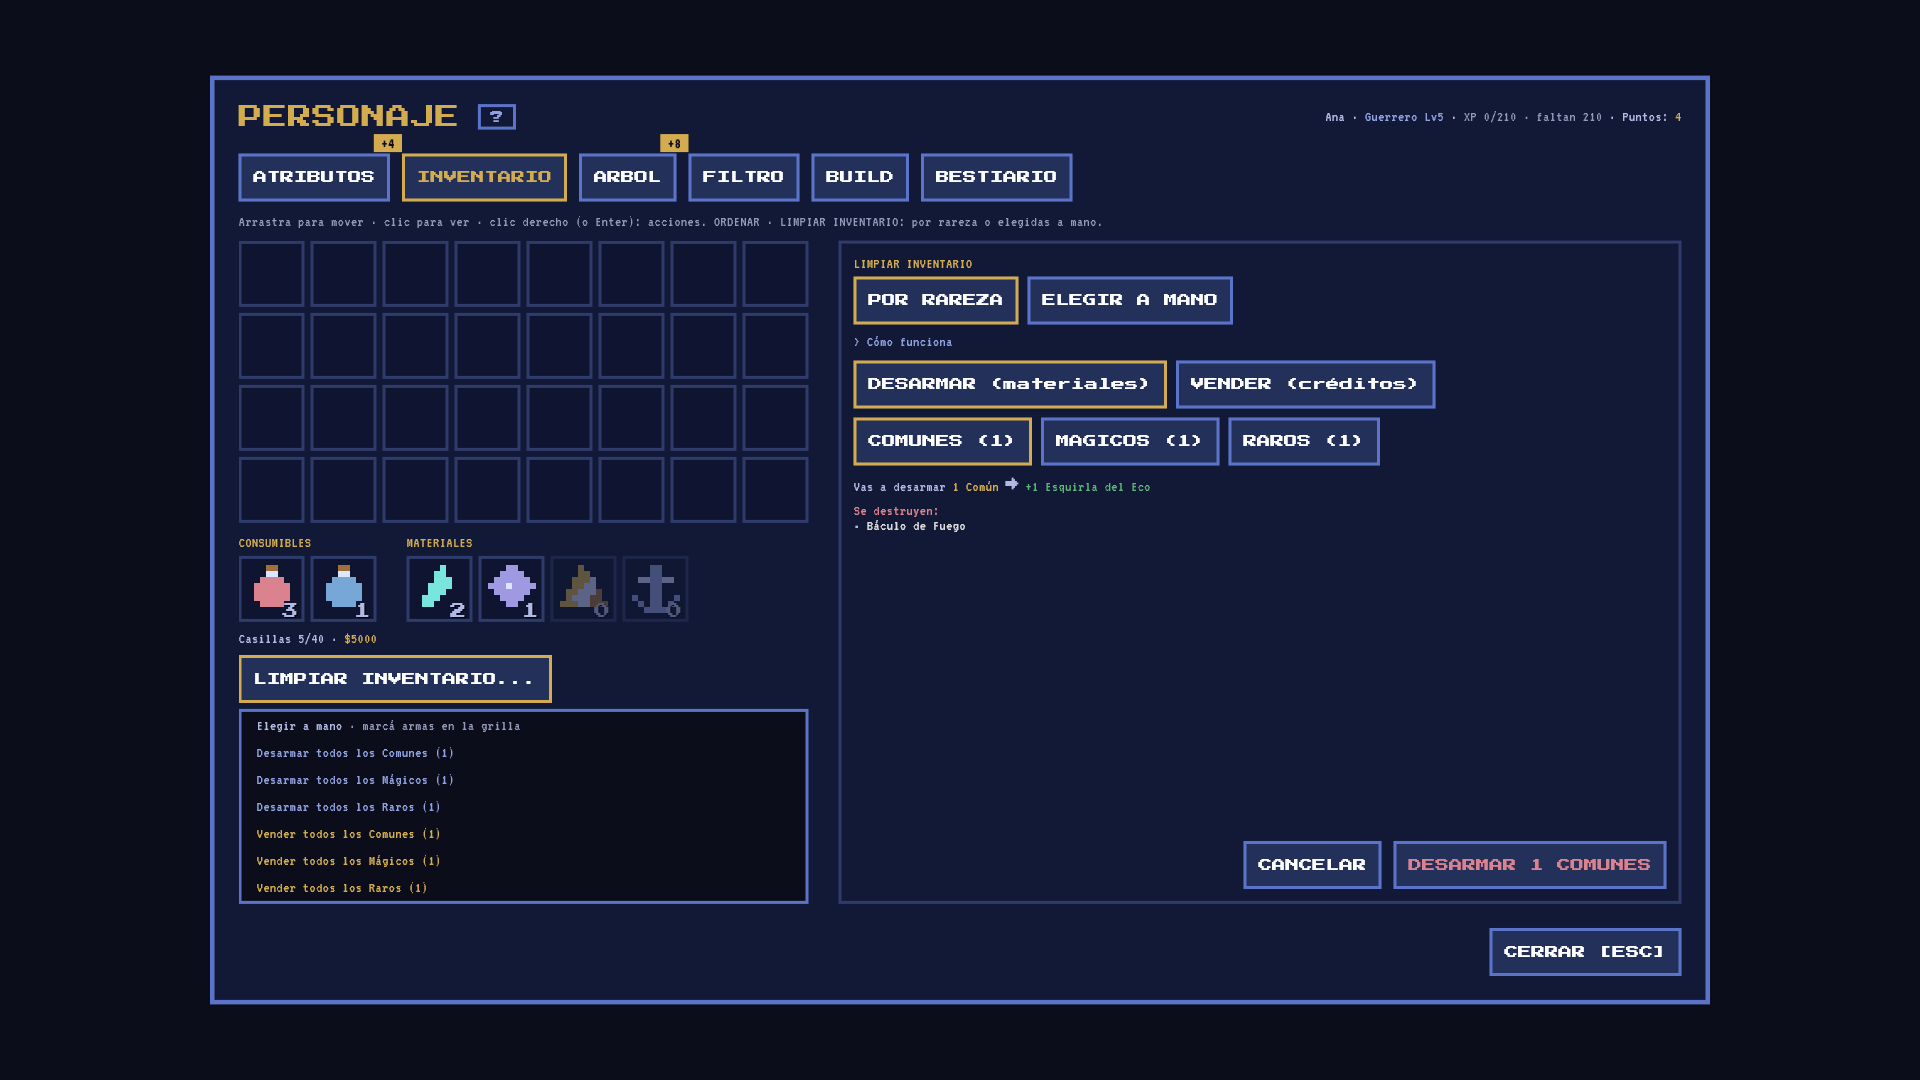 PERSONAJE ?
Ana · Guerrero Lv5 · XP 0/210 · faltan 210 · Puntos: 4
+4
+8
ATRIBUTOS INVENTARIO ARBOL FILTRO BUILD BESTIARIO
Arrastra para mover · clic para ver · clic derecho (o Enter): acciones. ORDENAR · LIMPIAR INVENTARIO: por rareza o elegidas a mano.
CONSUMIBLES MATERIALES
3 1 2 1 0 0
Casillas 5/40 · $5000
LIMPIAR INVENTARIO...
Elegir a mano · marcá armas en la grilla
Desarmar todos los Comunes (1)
Desarmar todos los Mágicos (1)
Desarmar todos los Raros (1)
Vender todos los Comunes (1)
Vender todos los Mágicos (1)
Vender todos los Raros (1)
LIMPIAR INVENTARIO
POR RAREZA ELEGIR A MANO
› Cómo funciona
DESARMAR (materiales) VENDER (créditos)
COMUNES (1) MAGICOS (1) RAROS (1)
Vas a desarmar 1 Común ➡ +1 Esquirla del Eco
Se destruyen:
· Báculo de Fuego
CANCELAR DESARMAR 1 COMUNES
CERRAR [ESC]